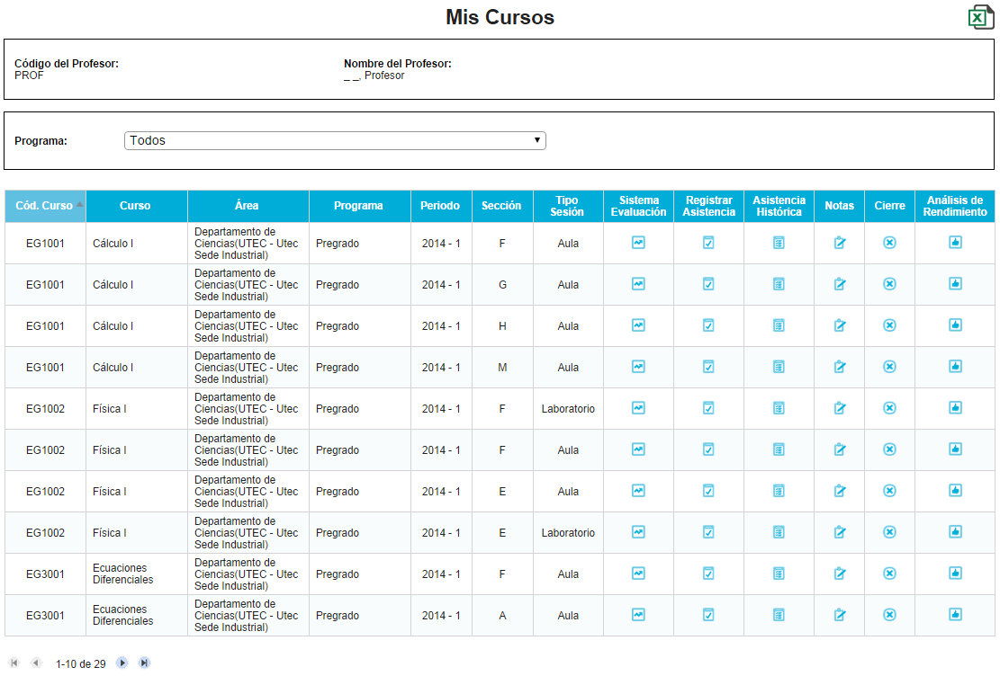 Mis Cursos
Código del Profesor:
PROF
Nombre del Profesor:
_ _, Profesor
Programa:
Todos
Cód. Curso
Curso
Área
Programa
Periodo
Sección
Tipo
Sesión
Sistema
Evaluación
Registrar
Asistencia
Asistencia
Histórica
Notas
Cierre
Análisis de
Rendimiento
EG1001
Cálculo I
Departamento de
Ciencias(UTEC - Utec
Sede Industrial)
Pregrado
2014 - 1
F
Aula
EG1001
Cálculo I
Departamento de
Ciencias(UTEC - Utec
Sede Industrial)
Pregrado
2014 - 1
G
Aula
EG1001
Cálculo I
Departamento de
Ciencias(UTEC - Utec
Sede Industrial)
Pregrado
2014 - 1
H
Aula
EG1001
Cálculo I
Departamento de
Ciencias(UTEC - Utec
Sede Industrial)
Pregrado
2014 - 1
M
Aula
EG1002
Física I
Departamento de
Ciencias(UTEC - Utec
Sede Industrial)
Pregrado
2014 - 1
F
Laboratorio
EG1002
Física I
Departamento de
Ciencias(UTEC - Utec
Sede Industrial)
Pregrado
2014 - 1
F
Aula
EG1002
Física I
Departamento de
Ciencias(UTEC - Utec
Sede Industrial)
Pregrado
2014 - 1
E
Aula
EG1002
Física I
Departamento de
Ciencias(UTEC - Utec
Sede Industrial)
Pregrado
2014 - 1
E
Laboratorio
EG3001
Ecuaciones
Diferenciales
Departamento de
Ciencias(UTEC - Utec
Sede Industrial)
Pregrado
2014 - 1
F
Aula
EG3001
Ecuaciones
Diferenciales
Departamento de
Ciencias(UTEC - Utec
Sede Industrial)
Pregrado
2014 - 1
A
Aula
1-10 de 29